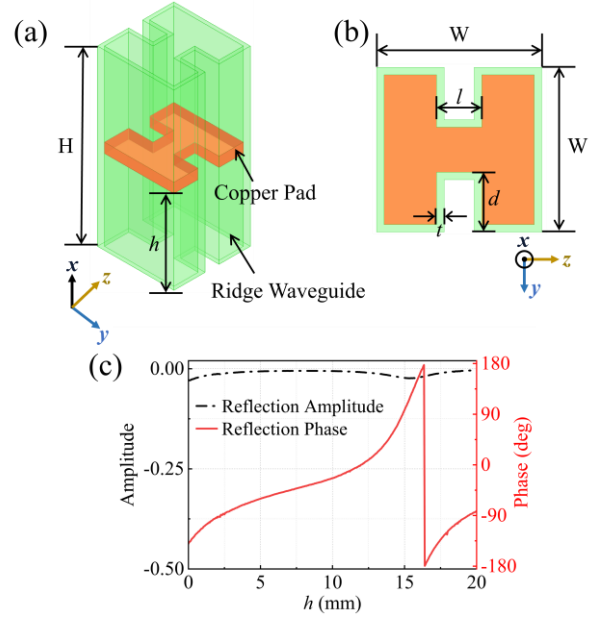 (a)
H
h
Copper Pad
Ridge Waveguide
x
z
y
(b)
W
l
W
d
t
x
z
y
(c)
0.00
-0.25
-0.50
Amplitude
Reflection Amplitude
Reflection Phase
180
90
0
-90
-180
Phase (deg)
0 5 10 15 20
h (mm)